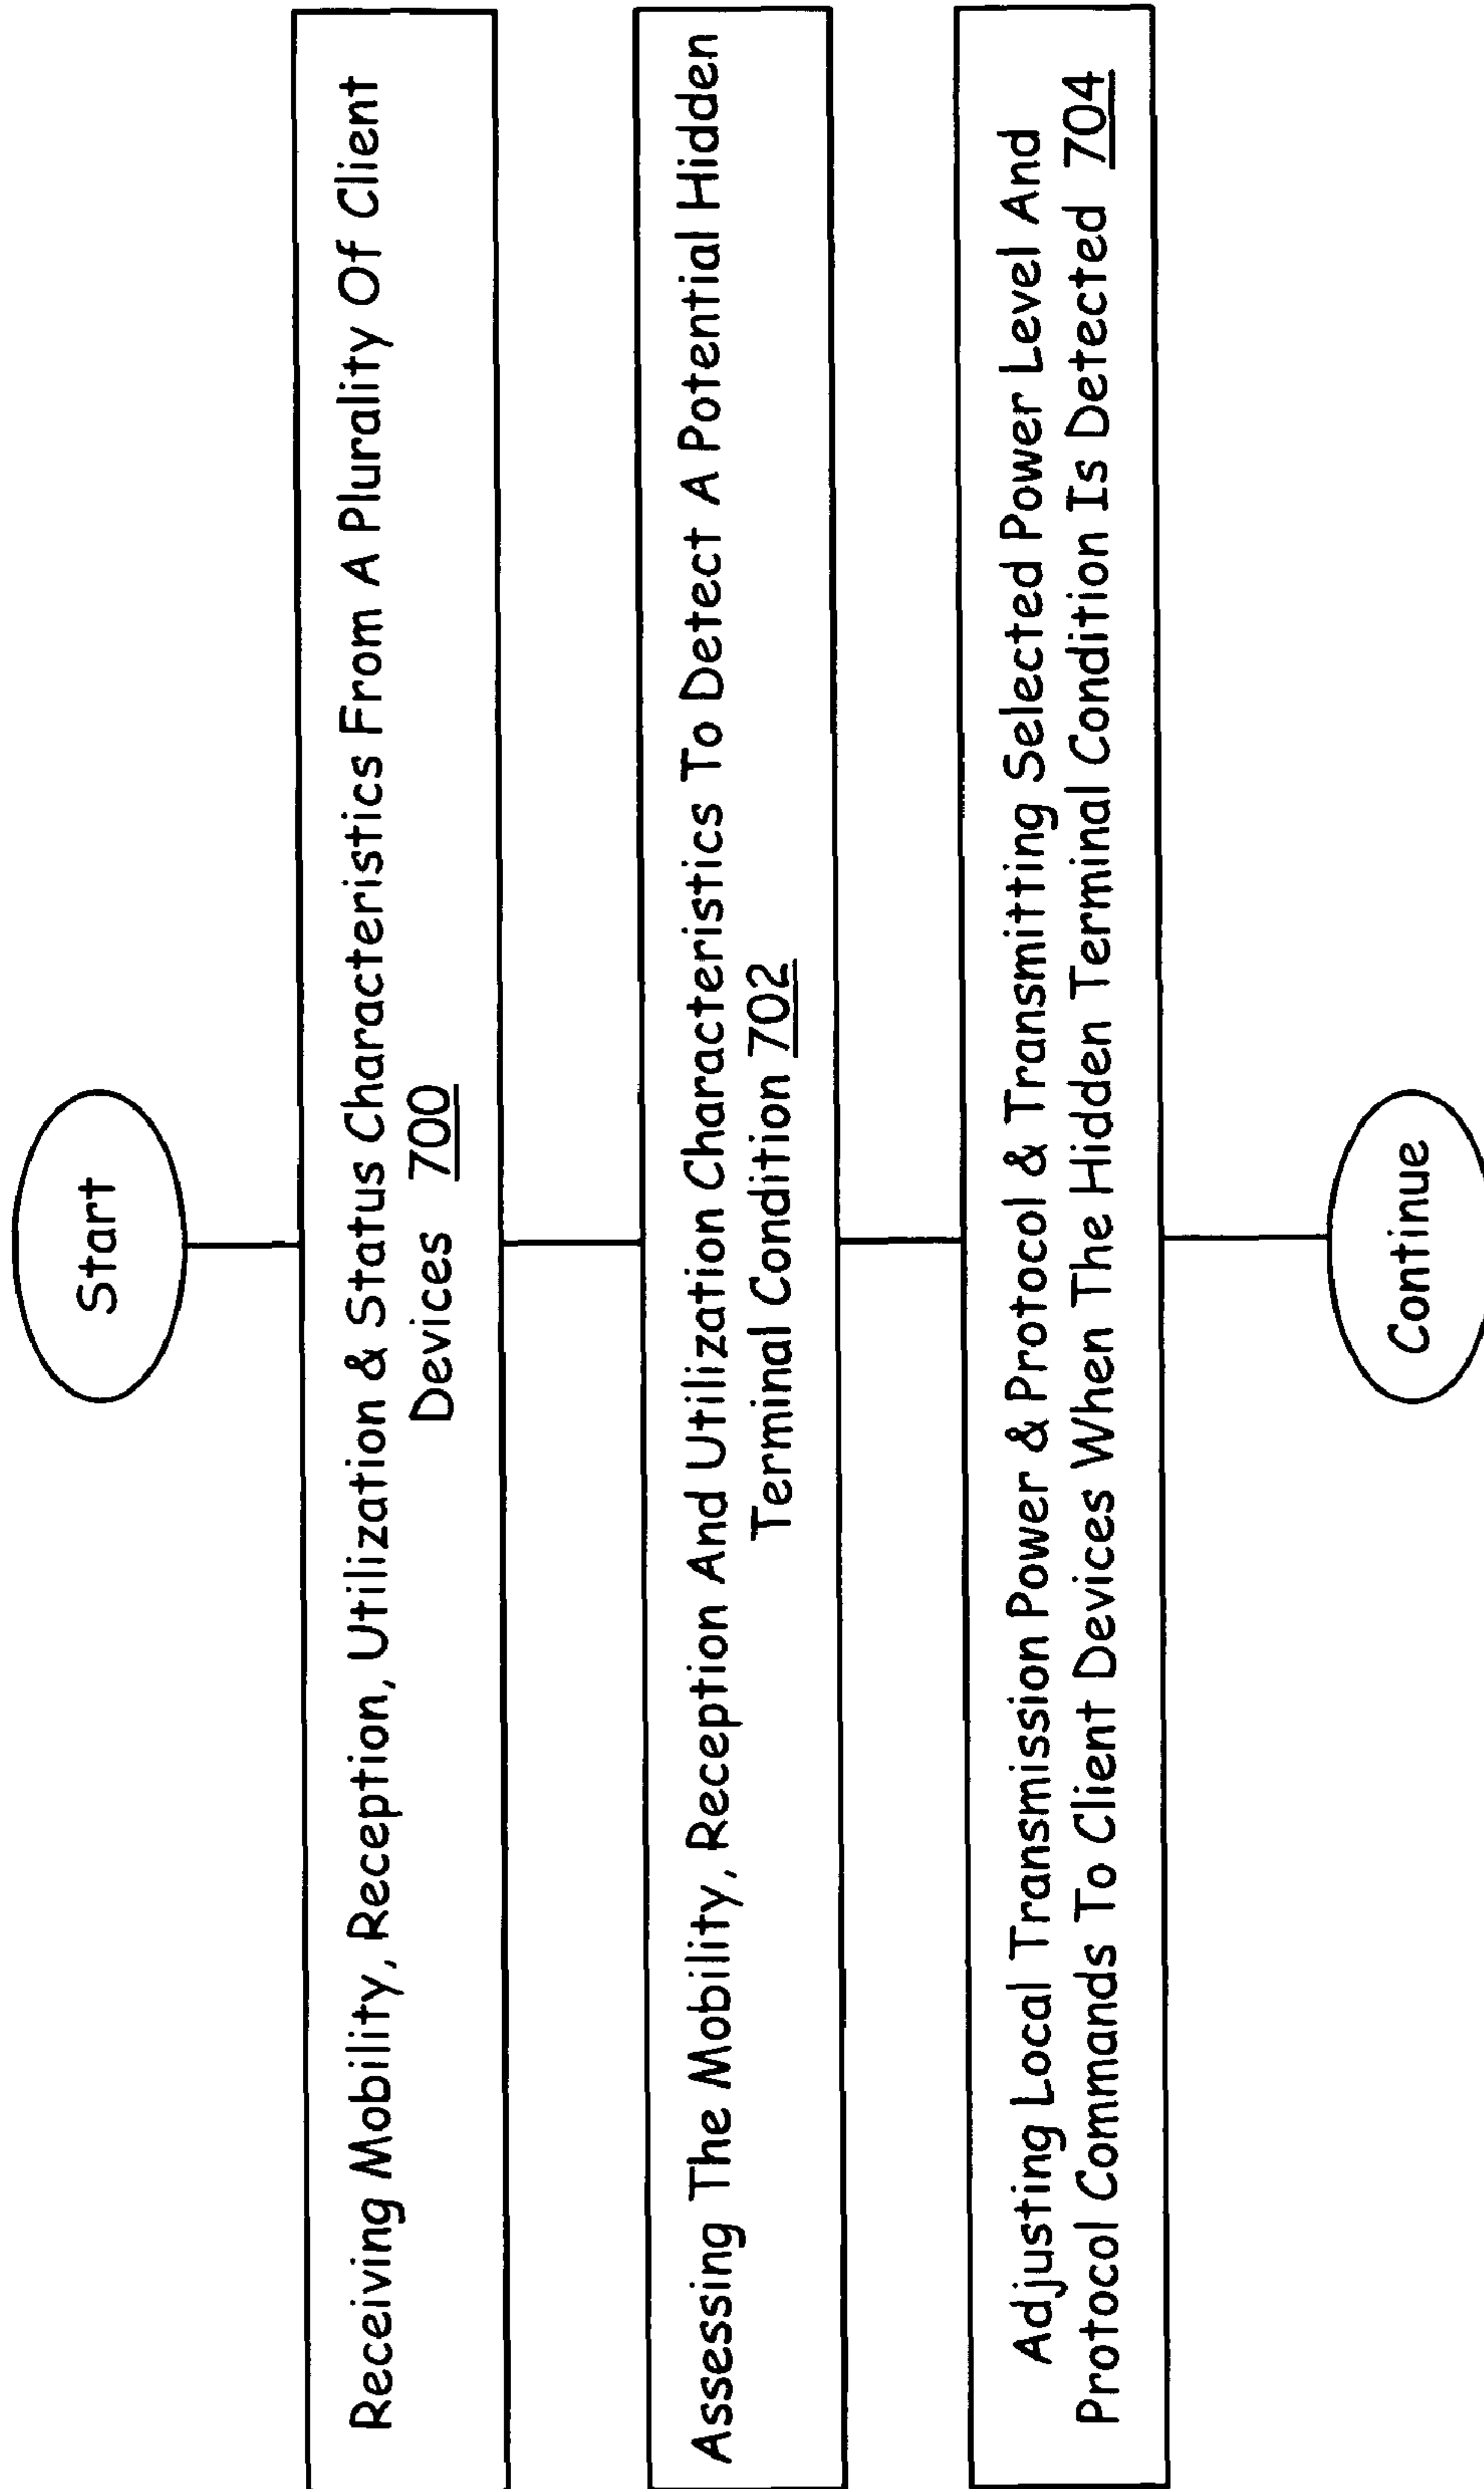 Start
Receiving Mobility, Reception, Utilization & Status Characteristics From A Plurality Of Client
Devices 700
Assessing The Mobility, Reception And Utilization Characteristics To Detect A Potential Hidden
Terminal Condition 702
Adjusting Local Transmission Power & Protocol & Transmitting Selected Power Level And
Protocol Commands To Client Devices When The Hidden Terminal Condition Is Detected 704
Continue